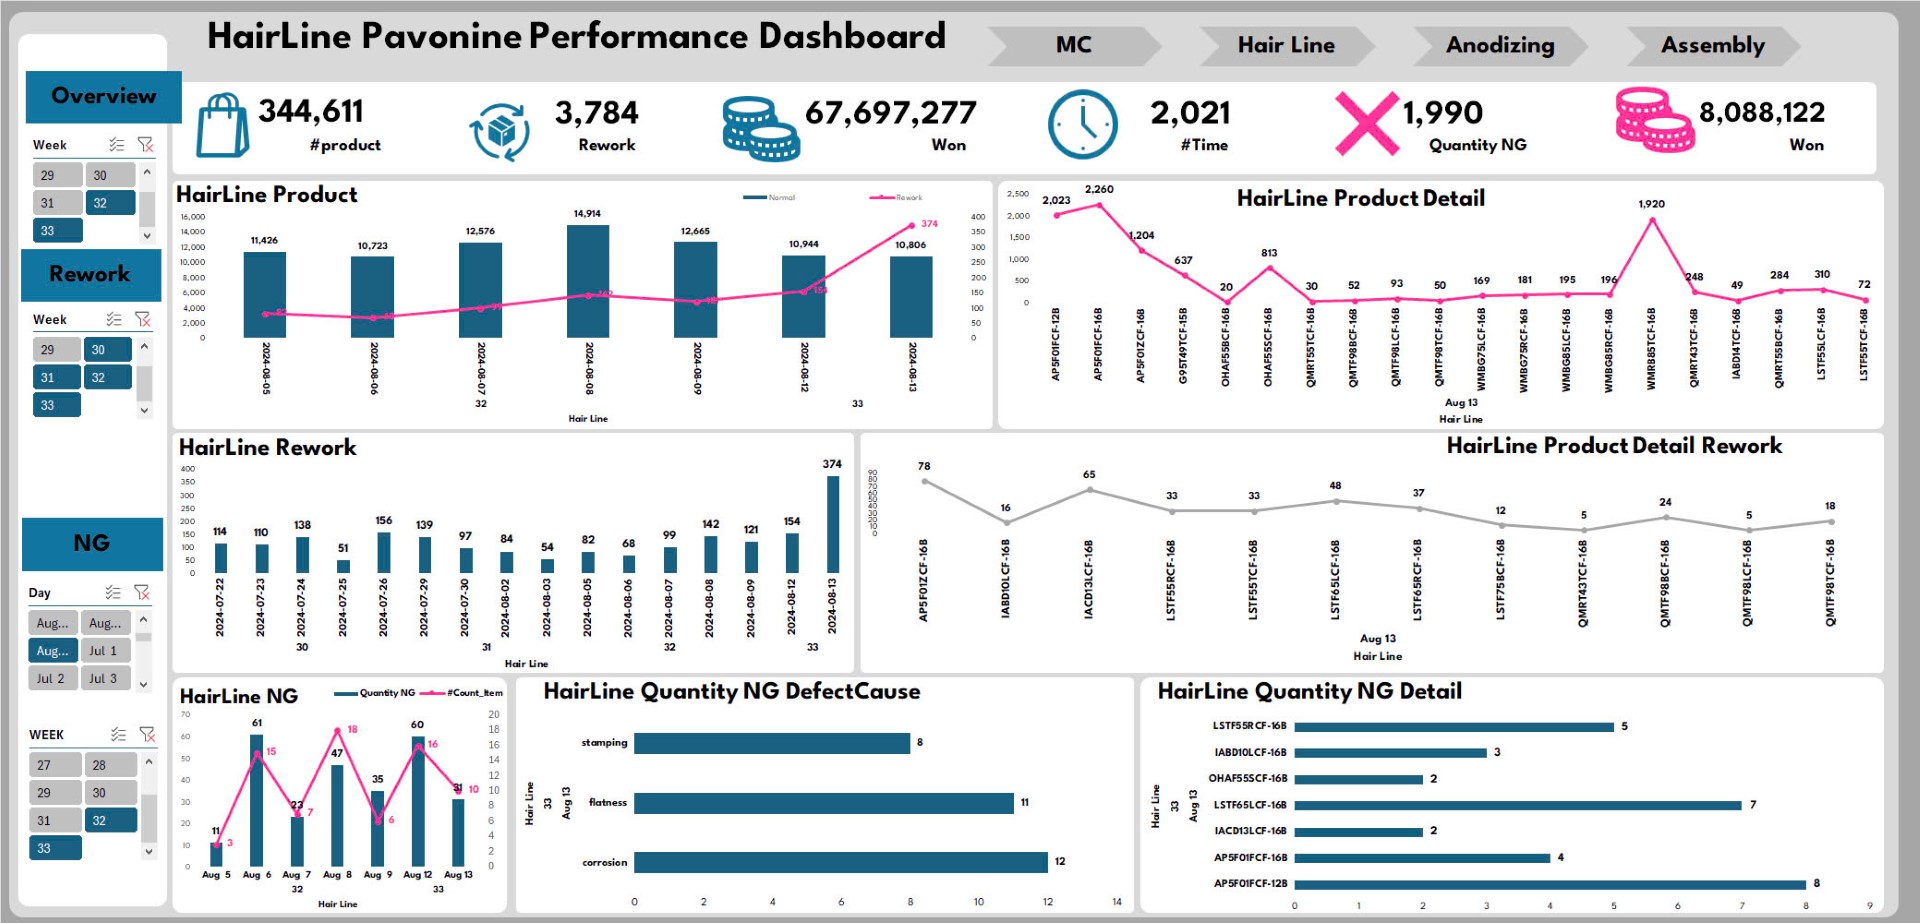 HairLine Pavonine Performance Dashboard
MC
Hair Line
Anodizing
Assembly
Overview
344,611
#product
3,784
Rework
67,697,277
Won
2,021
#Time
1,990
Quantity NG
8,088,122
Won
Week
29 30
31 32
33
Rework
Week
29 30
31 32
33
NG
Day
Aug... Aug...
Aug... Jul 1
Jul 2 Jul 3
WEEK
27 28
29 30
31 32
33
HairLine Product
Normal Rework
16,000
14,000
12,000
10,000
8,000
6,000
4,000
2,000
0
400
350
300
250
200
150
100
50
0
11,426
10,723
12,576
14,914
12,665
10,944
10,806
374
2024-08-05
2024-08-06
2024-08-07
2024-08-08
2024-08-09
2024-08-12
2024-08-13
32 33
Hair Line
HairLine Product Detail
2,500
2,000
1,500
1,000
500
0
2,023
2,260
1,204
637
20
813
30
52
93
50
169
181
195
196
1,920
248
49
284
310
72
AP5F01FCF-12B
AP5F01FCF-16B
AP5F01ZCF-16B
G95T49TCF-15B
OHAF55BCF-16B
OHAF55SCF-16B
QMRT55TCF-16B
QMTF98BCF-16B
QMTF98LCF-16B
QMTF98TCF-16B
WMBG75LCF-16B
WMBG75RCF-16B
WMBG85LCF-16B
WMBG85RCF-16B
WMRB85TCF-16B
QMRT43TCF-16B
IABD14TCF-16B
QMRT55BCF-16B
LSTF55LCF-16B
LSTF55TCF-16B
Aug 13
Hair Line
HairLine Rework
400
350
300
250
200
150
100
50
0
114
110
138
51
156
139
97
84
54
82
68
99
142
121
154
374
2024-07-22
2024-07-23
2024-07-24
2024-07-25
2024-07-26
2024-07-29
2024-07-30
2024-08-02
2024-08-03
2024-08-05
2024-08-06
2024-08-07
2024-08-08
2024-08-09
2024-08-12
2024-08-13
30 31 32 33
Hair Line
HairLine Product Detail Rework
90
80
70
60
50
40
30
20
10
0
78
16
65
33
33
48
37
12
5
24
5
18
AP5F01ZCF-16B
IABD10LCF-16B
IACD13LCF-16B
LSTF55RCF-16B
LSTF55TCF-16B
LSTF65LCF-16B
LSTF65RCF-16B
LSTF75BCF-16B
QMRT43TCF-16B
QMTF98BCF-16B
QMTF98LCF-16B
QMTF98TCF-16B
Aug 13
Hair Line
HairLine NG
Quantity NG #Count_Item
70
60
50
40
30
20
10
0
20
18
16
14
12
10
8
6
4
2
0
11
61
23
47
35
60
31
3
15
7
18
6
16
10
Aug 5 Aug 6 Aug 7 Aug 8 Aug 9 Aug 12 Aug 13
32 33
Hair Line
HairLine Quantity NG DefectCause
Hair Line
33
Aug 13
stamping 8
flatness 11
corrosion 12
0 2 4 6 8 10 12 14
HairLine Quantity NG Detail
Hair Line
33
Aug 13
LSTF55RCF-16B 5
IABD10LCF-16B 3
OHAF55SCF-16B 2
LSTF65LCF-16B 7
IACD13LCF-16B 2
AP5F01FCF-16B 4
AP5F01FCF-12B 8
0 1 2 3 4 5 6 7 8 9